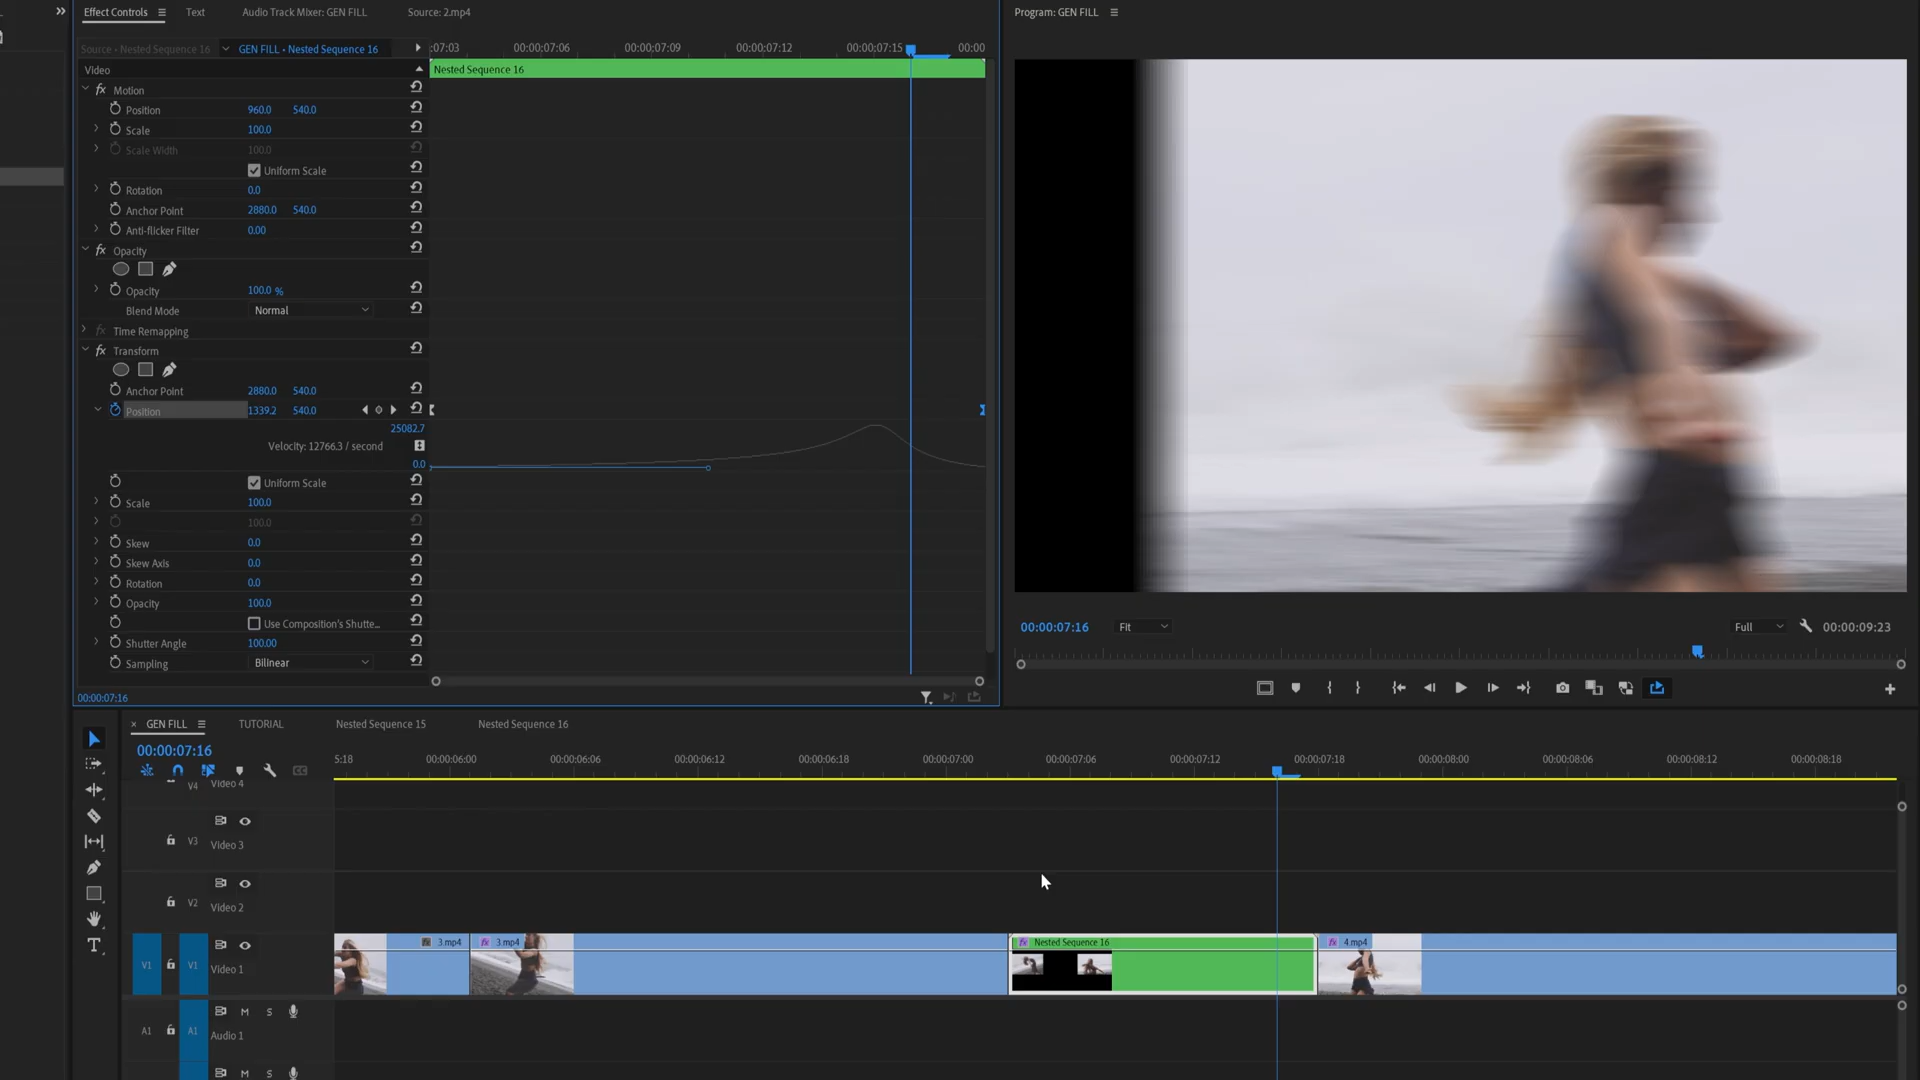 Effect Controls
Text
Audio Track Mixer: GEN FILL
Source: 2.mp4
Program: GEN FILL
Source • Nested Sequence 16
GEN FILL • Nested Sequence 16
:07:03
00:00:07:06
00:00:07:09
00:00:07:12
00:00:07:15
00:00
Video
Nested Sequence 16
fx Motion
Position 960.0 540.0
Scale 100.0
Scale Width 100.0
Uniform Scale
Rotation 0.0
Anchor Point 2880.0 540.0
Anti-flicker Filter 0.00
fx Opacity
Opacity 100.0 %
Blend Mode Normal
fx Time Remapping
fx Transform
Anchor Point 2880.0 540.0
Position 1339.2 540.0
25082.7
Velocity: 12766.3 / second
0.0
Uniform Scale
Scale 100.0
100.0
Skew 0.0
Skew Axis 0.0
Rotation 0.0
Opacity 100.0
Use Composition's Shutte...
Shutter Angle 100.00
Sampling Bilinear
00:00:07:16
00:00:07:16
Fit
Full
00:00:09:23
× GEN FILL
TUTORIAL
Nested Sequence 15
Nested Sequence 16
00:00:07:16
5:18
00:00:06:00
00:00:06:06
00:00:06:12
00:00:06:18
00:00:07:00
00:00:07:06
00:00:07:12
00:00:07:18
00:00:08:00
00:00:08:06
00:00:08:12
00:00:08:18
V4 Video 4
V3 Video 3
V2 Video 2
V1 V1 Video 1
fx 3.mp4
fx 3.mp4
fx Nested Sequence 16
fx 4.mp4
A1 A1 M S
Audio 1
M S